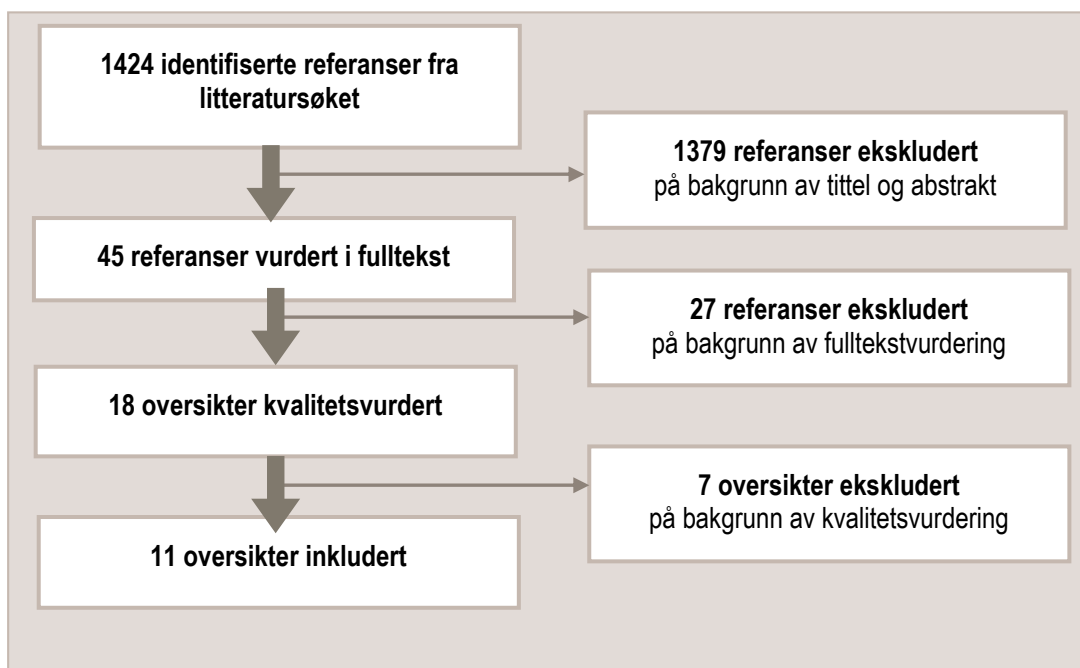 1424 identifiserte referanser fra
litteratursøket
1379 referanser ekskludert
på bakgrunn av tittel og abstrakt
45 referanser vurdert i fulltekst
27 referanser ekskludert
på bakgrunn av fulltekstvurdering
18 oversikter kvalitetsvurdert
7 oversikter ekskludert
på bakgrunn av kvalitetsvurdering
11 oversikter inkludert